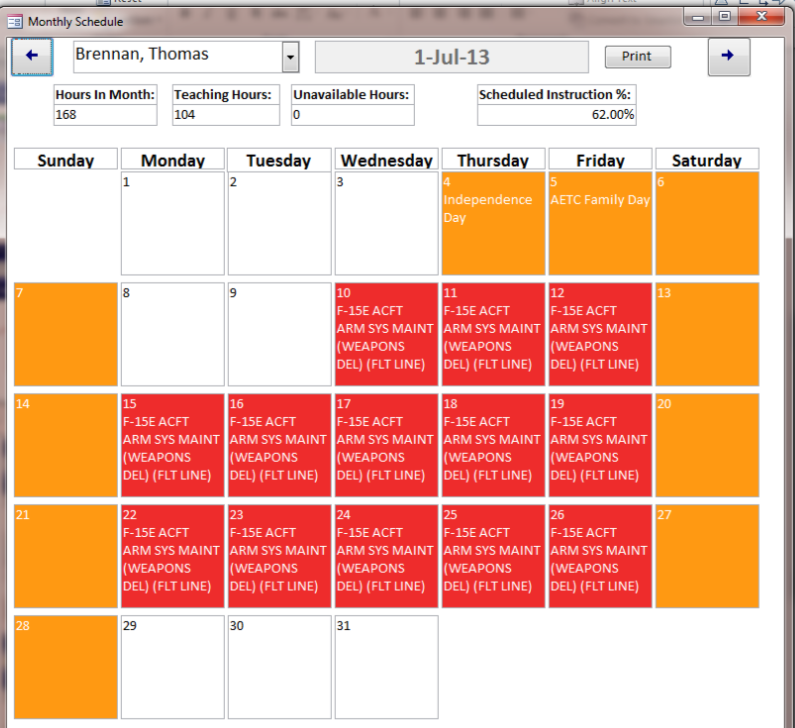 Reset
Align Text
Monthly Schedule
Brennan, Thomas
1-Jul-13
Print
Hours In Month: Teaching Hours: Unavailable Hours: Scheduled Instruction %:
168 104 0 62.00%
Sunday Monday Tuesday Wednesday Thursday Friday Saturday
1 2 3 4 5 6
Independence AETC Family Day
Day
7 8 9 10 11 12 13
F-15E ACFT F-15E ACFT F-15E ACFT
ARM SYS MAINT ARM SYS MAINT ARM SYS MAINT
(WEAPONS (WEAPONS (WEAPONS
DEL) (FLT LINE) DEL) (FLT LINE) DEL) (FLT LINE)
14 15 16 17 18 19 20
F-15E ACFT F-15E ACFT F-15E ACFT F-15E ACFT F-15E ACFT
ARM SYS MAINT ARM SYS MAINT ARM SYS MAINT ARM SYS MAINT ARM SYS MAINT
(WEAPONS (WEAPONS (WEAPONS (WEAPONS (WEAPONS
DEL) (FLT LINE) DEL) (FLT LINE) DEL) (FLT LINE) DEL) (FLT LINE) DEL) (FLT LINE)
21 22 23 24 25 26 27
F-15E ACFT F-15E ACFT F-15E ACFT F-15E ACFT F-15E ACFT
ARM SYS MAINT ARM SYS MAINT ARM SYS MAINT ARM SYS MAINT ARM SYS MAINT
(WEAPONS (WEAPONS (WEAPONS (WEAPONS (WEAPONS
DEL) (FLT LINE) DEL) (FLT LINE) DEL) (FLT LINE) DEL) (FLT LINE) DEL) (FLT LINE)
28 29 30 31